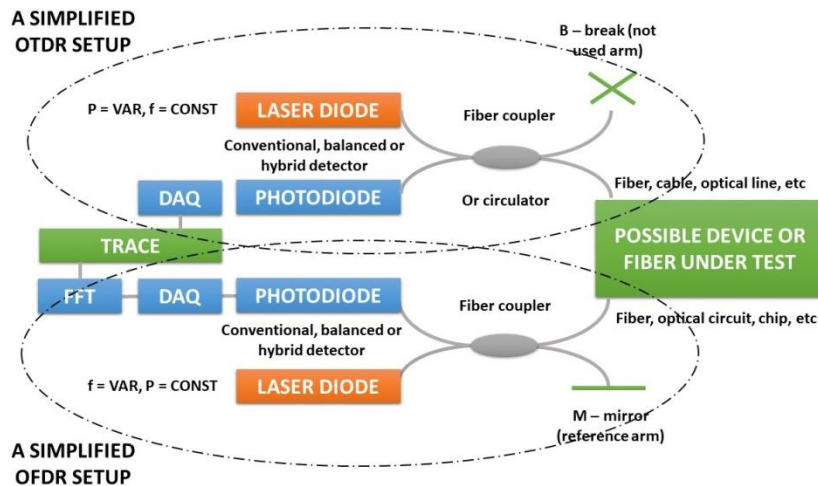 A SIMPLIFIED
OTDR SETUP
B – break (not
used arm)
P = VAR, f = CONST
LASER DIODE
Fiber coupler
Conventional, balanced or
hybrid detector
DAQ
PHOTODIODE
Or circulator
Fiber, cable, optical line, etc
TRACE
POSSIBLE DEVICE OR
FIBER UNDER TEST
FFT
DAQ
PHOTODIODE
Fiber coupler
Conventional, balanced or
hybrid detector
Fiber, optical circuit, chip, etc
f = VAR, P = CONST
LASER DIODE
M – mirror
(reference arm)
A SIMPLIFIED
OFDR SETUP